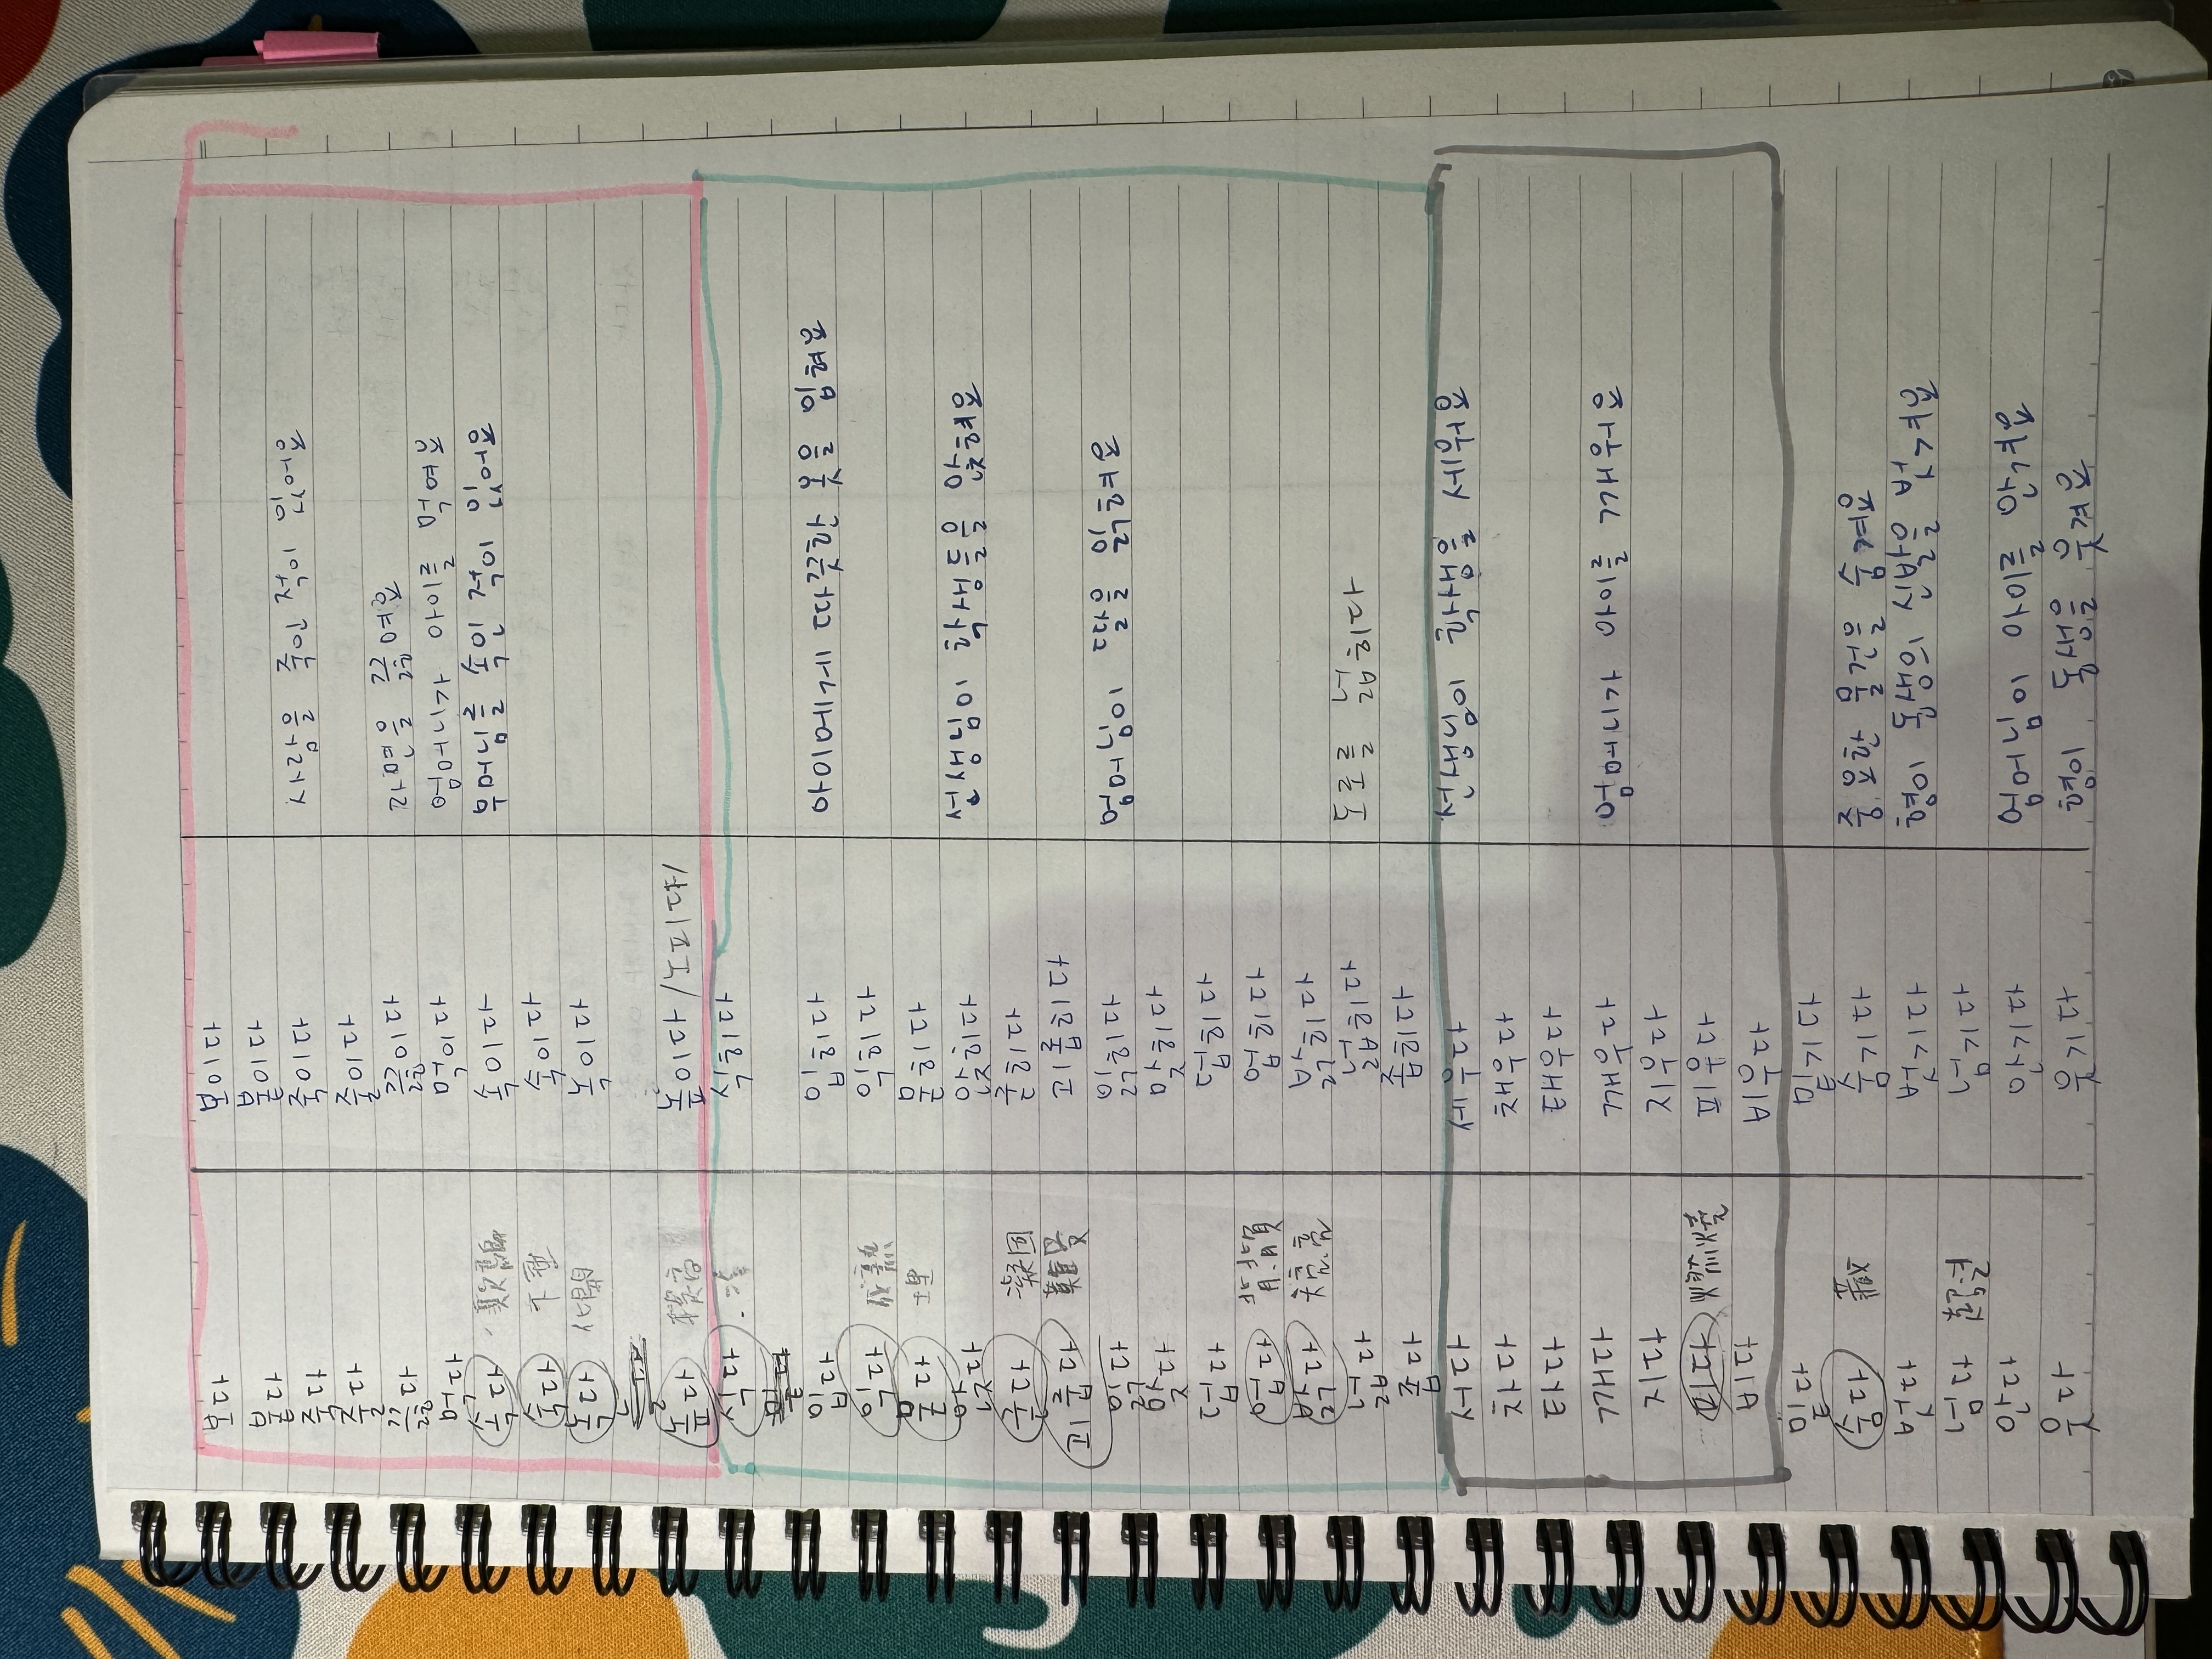 보다 보이다
붙다 붙이다
죽다 죽이다 사람을 죽인 적이 있어요
줄다 줄이다
끓다 끓이다 라면을 끓여요
먹다 먹이다 엄머니가 아이를 먹여요
속다 欺騙 속이다 부머님를 속인 적이 있어요
숙다 下垂 숙이다
녹다 化開 녹이다
높다 提高 높이다 /노피다/
식다 식히다
입다 입히다 아이에게 따뜻한 옷을 입혀요
익다 익히다
묻다 埋 묻히다
앉다 앉히다 선생님이 학생들을 앉혀요
굳다 凝固 굳히다
괴롭다 難受 괴롭히다
읽다 읽히다 엄머님이 딸을 읽혀요
맞다 맞히다
덥다 덥히다
업다 背.背負 업히다
밝다 밝히다
넓다 넓히다 도로를 넓히다
좁다 좁히다
서다 세우다 선생님이 학생을 세워요
차다 채우다
타다 태우다
깨다 깨우다 엄머니가 아이를 깨워요
지다 지우다
피다 燃燒 피우다
비다 비우다
맡다 맡기다
숨다 藏 숨기다 중요한 물건을 숨겨요
벗다 벗기다 형이 동생의 신발을 벗겨요
넘다 넘기다
안다 안기다 엄머님이 아이를 안겨요
웃다 웃기다 형이 동생을 웃겨요